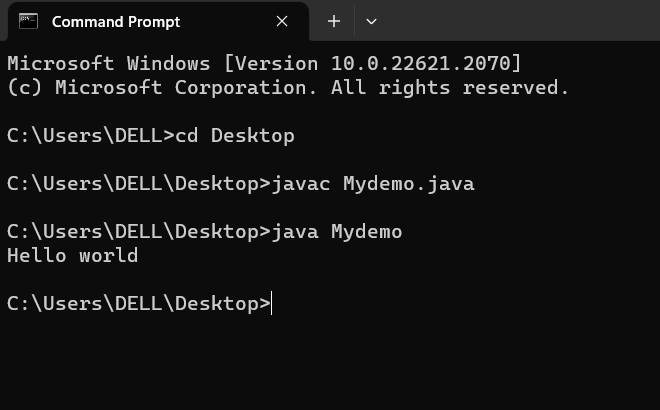 Command Prompt
Microsoft Windows [Version 10.0.22621.2070]
(c) Microsoft Corporation. All rights reserved.
C:\Users\DELL>cd Desktop
C:\Users\DELL\Desktop>javac Mydemo.java
C:\Users\DELL\Desktop>java Mydemo
Hello world
C:\Users\DELL\Desktop>